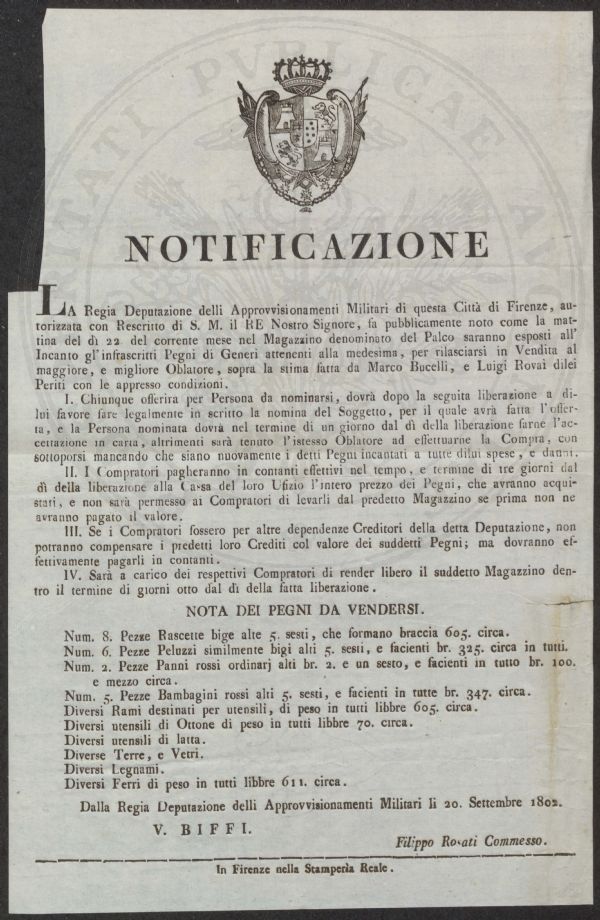 NOTIFICAZIONE
LA Regia Deputazione delli Approvvisionamenti Militari di questa Città di Firenze, au-
torizzata con Rescritto di S. M. il RE Nostro Signore, fa pubblicamente noto come la mat-
tina del dì 22 del corrente mese nel Magazzino denominato del Palco saranno esposti all'
Incanto gl'infrascritti Pegni di Generi attenenti alla medesima, per rilasciarsi in Vendita al
maggiore, e migliore Oblatore, sopra la stima fatta da Marco Bucelli, e Luigi Rovai dilei
Periti con le appresso condizioni.
I. Chiunque offerira per Persona da nominarsi, dovrà dopo la seguita liberazione a di-
lui favore fare legalmente in scritto la nomina del Soggetto, per il quale avrà fatta l'offer-
ta, e la Persona nominata dovrà nel termine di un giorno dal dì della liberazione farne l'ac-
cettazione in carta, altrimenti sarà tenuto l'istesso Oblatore ad effettuarne la Compra, con
sottoporsi mancando che siano nuovamente i detti Pegni incantati a tutte dilui spese, e danni.
II. I Compratori pagheranno in contanti effettivi nel tempo, e termine di tre giorni dal
dì della liberazione alla Cassa del loro Ufizio l'intero prezzo dei Pegni, che avranno acqui-
stati, e non sarà permesso ai Compratori di levarli dal predetto Magazzino se prima non ne
avranno pagato il valore.
III. Se i Compratori fossero per altre dependenze Creditori della detta Deputazione, non
potranno compensare i predetti loro Crediti col valore dei suddetti Pegni; ma dovranno ef-
fettivamente pagarli in contanti.
IV. Sarà a carico dei respettivi Compratori di render libero il suddetto Magazzino den-
tro il termine di giorni otto dal dì della fatta liberazione.
NOTA DEI PEGNI DA VENDERSI.
Num. 8. Pezze Rascette bige alte 5. sesti, che formano braccia 605. circa.
Num. 6. Pezze Peluzzi similmente bigi alti 5. sesti, e facienti br. 325. circa in tutti.
Num. 2. Pezze Panni rossi ordinarj alti br. 2. e un sesto, e facienti in tutto br. 100.
e mezzo circa.
Num. 5. Pezze Bambagini rossi alti 5. sesti, e facienti in tutte br. 347. circa.
Diversi Rami destinati per utensili, di peso in tutti libbre 605. circa.
Diversi utensili di Ottone di peso in tutti libbre 70. circa.
Diversi utensili di latta.
Diverse Terre, e Vetri.
Diversi Legnami.
Diversi Ferri di peso in tutti libbre 611. circa.
Dalla Regia Deputazione delli Approvvisionamenti Militari li 20. Settembre 1802.
V. BIFFI.
Filippo Rosati Commesso.
In Firenze nella Stamperìa Reale.